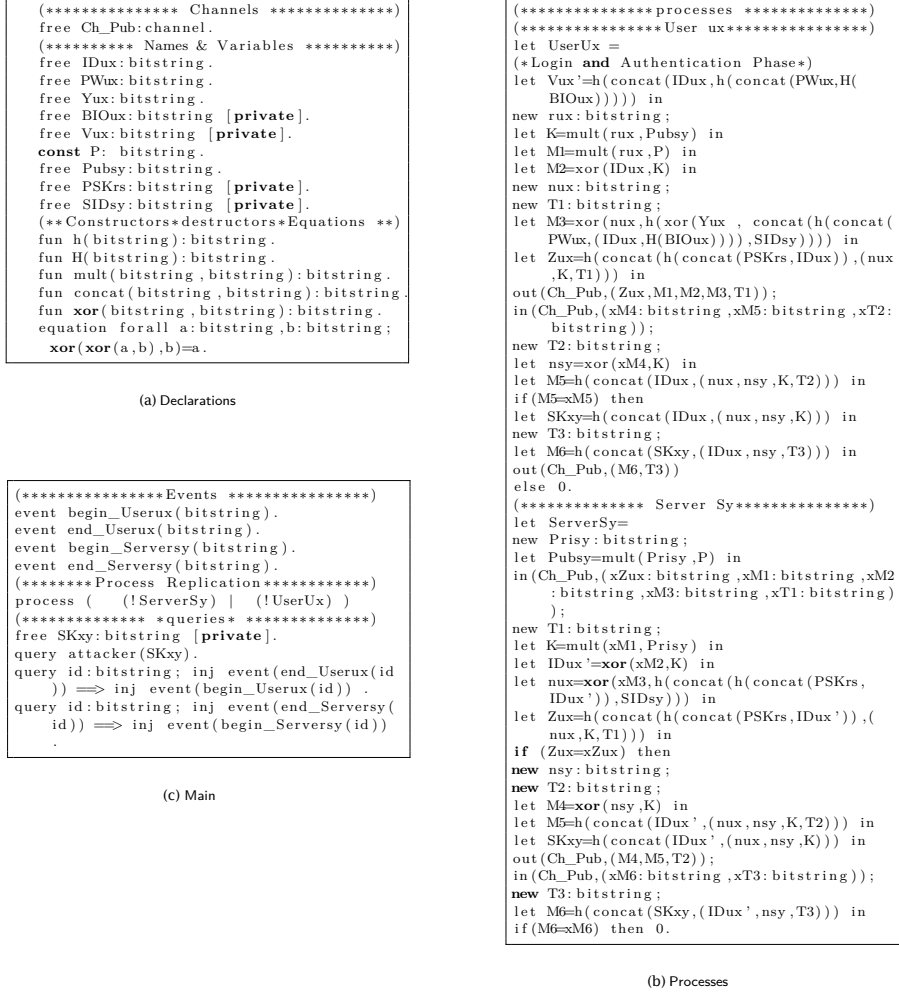 (*************** Channels **************)
free Ch_Pub:channel.
(********** Names & Variables **********)
free IDux:bitstring.
free PWux:bitstring.
free Yux:bitstring.
free BIOux:bitstring [private].
free Vux:bitstring [private].
const P: bitstring.
free Pubsy:bitstring.
free PSKrs:bitstring [private].
free SIDsy:bitstring [private].
(**Constructors*destructors*Equations **)
fun h(bitstring):bitstring.
fun H(bitstring):bitstring.
fun mult(bitstring,bitstring):bitstring.
fun concat(bitstring,bitstring):bitstring.
fun xor(bitstring,bitstring):bitstring.
equation forall a:bitstring,b:bitstring;
xor(xor(a,b),b)=a.
(a) Declarations
(****************Events ****************)
event begin_Userux(bitstring).
event end_Userux(bitstring).
event begin_Serversy(bitstring).
event end_Serversy(bitstring).
(********Process Replication************)
process ( (!ServerSy) | (!UserUx) )
(************** *queries* **************)
free SKxy:bitstring [private].
query attacker(SKxy).
query id:bitstring; inj event(end_Userux(id
)) ==> inj event(begin_Userux(id)) .
query id:bitstring; inj event(end_Serversy(
id)) ==> inj event(begin_Serversy(id))
.
(c) Main
(***************processes **************)
(****************User ux****************)
let UserUx =
(*Login and Authentication Phase*)
let Vux'=h(concat(IDux,h(concat(PWux,H(
BIOux))))) in
new rux:bitstring;
let K=mult(rux,Pubsy) in
let M1=mult(rux,P) in
let M2=xor(IDux,K) in
new nux:bitstring;
new T1:bitstring;
let M3=xor(nux,h(xor(Yux , concat(h(concat(
PWux,(IDux,H(BIOux)))),SIDsy)))) in
let Zux=h(concat(h(concat(PSKrs,IDux)),(nux
,K,T1))) in
out(Ch_Pub,(Zux,M1,M2,M3,T1));
in(Ch_Pub,(xM4:bitstring,xM5:bitstring,xT2:
bitstring));
new T2:bitstring;
let nsy=xor(xM4,K) in
let M5=h(concat(IDux,(nux,nsy,K,T2))) in
if(M5=xM5) then
let SKxy=h(concat(IDux,(nux,nsy,K))) in
new T3:bitstring;
let M6=h(concat(SKxy,(IDux,nsy,T3))) in
out(Ch_Pub,(M6,T3))
else 0.
(************** Server Sy***************)
let ServerSy=
new Prisy:bitstring;
let Pubsy=mult(Prisy,P) in
in(Ch_Pub,(xZux:bitstring,xM1:bitstring,xM2
:bitstring,xM3:bitstring,xT1:bitstring)
);
new T1:bitstring;
let K=mult(xM1,Prisy) in
let IDux'=xor(xM2,K) in
let nux=xor(xM3,h(concat(h(concat(PSKrs,
IDux')),SIDsy))) in
let Zux=h(concat(h(concat(PSKrs,IDux')),(
nux,K,T1))) in
if (Zux=xZux) then
new nsy:bitstring;
new T2:bitstring;
let M4=xor(nsy,K) in
let M5=h(concat(IDux',(nux,nsy,K,T2))) in
let SKxy=h(concat(IDux',(nux,nsy,K))) in
out(Ch_Pub,(M4,M5,T2));
in(Ch_Pub,(xM6:bitstring,xT3:bitstring));
new T3:bitstring;
let M6=h(concat(SKxy,(IDux',nsy,T3))) in
if(M6=xM6) then 0.
(b) Processes